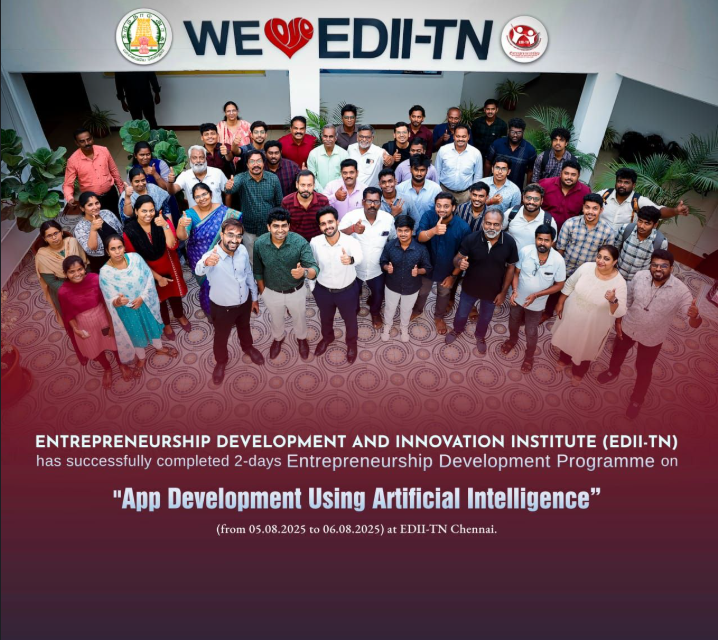 WE EDII-TN
ENTREPRENEURSHIP DEVELOPMENT AND INNOVATION INSTITUTE (EDII-TN)
has successfully completed 2-days Entrepreneurship Development Programme on
"App Development Using Artificial Intelligence”
(from 05.08.2025 to 06.08.2025) at EDII-TN Chennai.